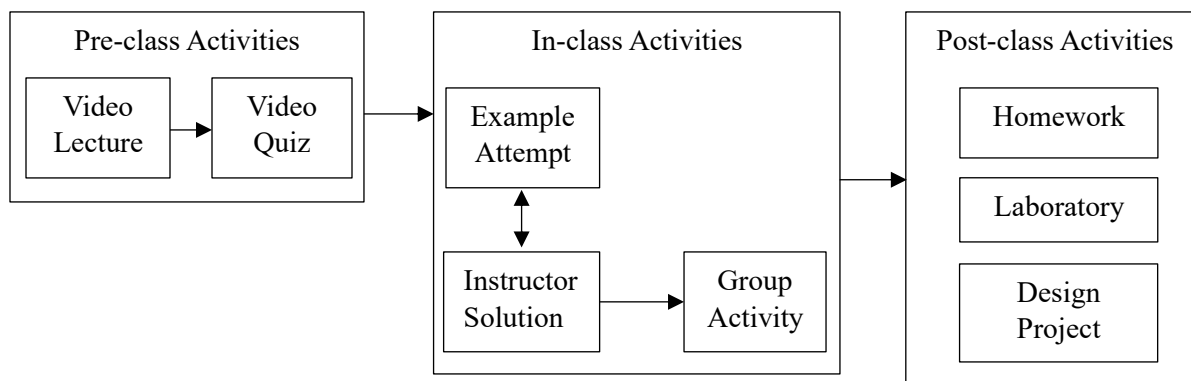 Pre-class Activities
Video
Lecture
Video
Quiz
In-class Activities
Example
Attempt
Instructor
Solution
Group
Activity
Post-class Activities
Homework
Laboratory
Design
Project